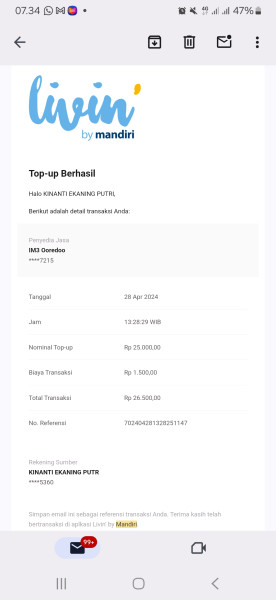 07.34
4G
47%
livin'
by mandiri
Top-up Berhasil
Halo KINANTI EKANING PUTRI,
Berikut adalah detail transaksi Anda:
Penyedia Jasa
IM3 Ooredoo
****7215
Tanggal 28 Apr 2024
Jam 13:28:29 WIB
Nominal Top-up Rp 25.000,00
Biaya Transaksi Rp 1.500,00
Total Transaksi Rp 26.500,00
No. Referensi 702404281328251147
Rekening Sumber
KINANTI EKANING PUTR
****5360
Simpan email ini sebagai referensi transaksi Anda. Terima kasih telah
bertransaksi di aplikasi Livin' by Mandiri
99+